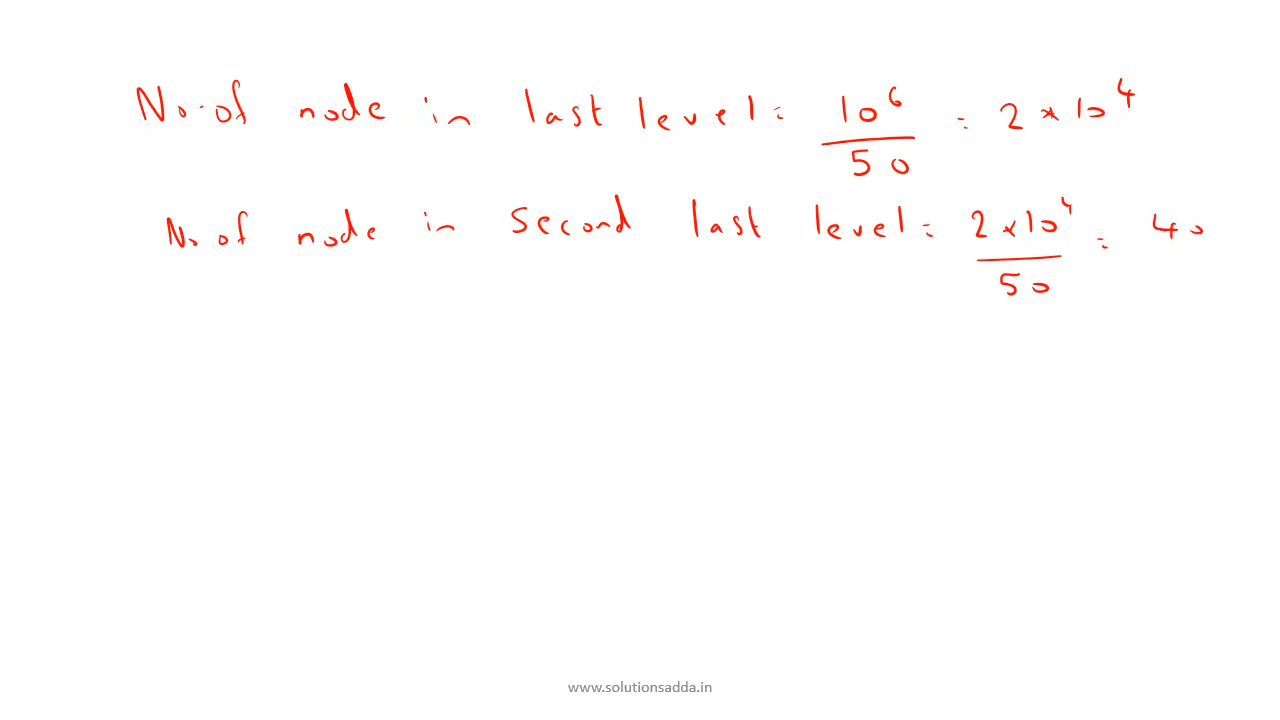 No. of node in last level = 10^6 / 50 = 2 * 10^4
No of node in second last level = 2 × 10^4 / 50 = 40
www.solutionsadda.in